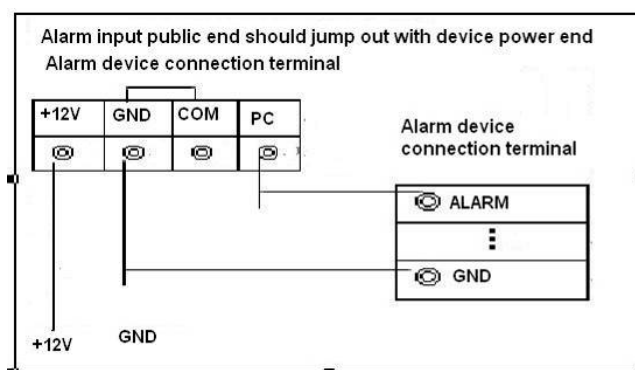 Alarm input public end should jump out with device power end
Alarm device connection terminal
+12V GND COM PC
Alarm device
connection terminal
ALARM
GND
+12V GND